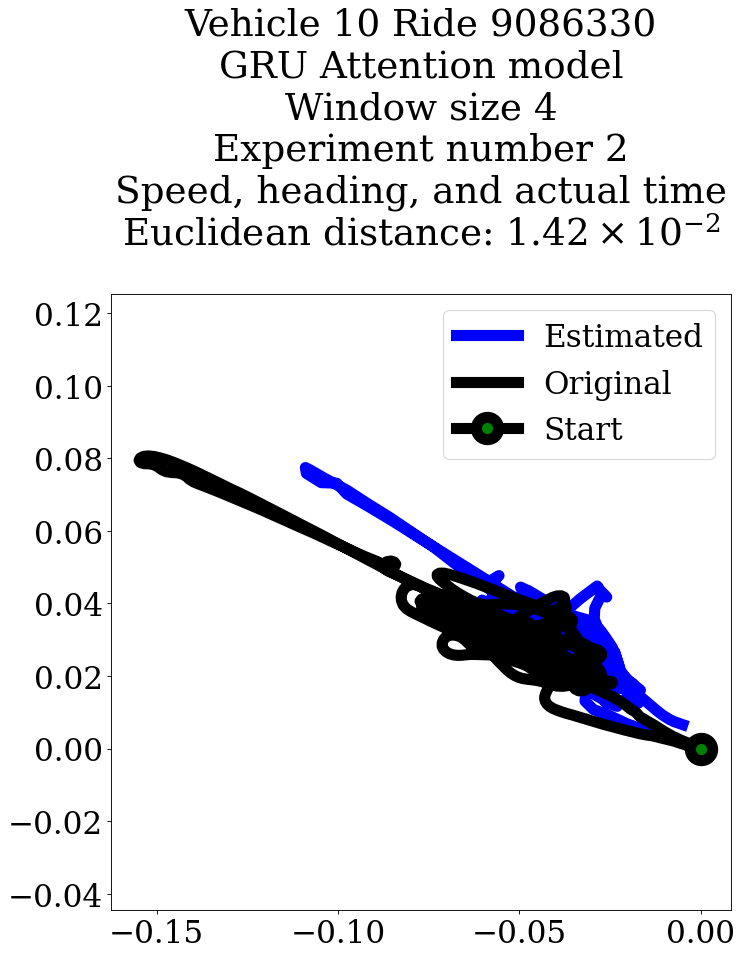 Vehicle 10 Ride 9086330
GRU Attention model
Window size 4
Experiment number 2
Speed, heading, and actual time
Euclidean distance: 1.42 × 10⁻²
Estimated
Original
Start
0.12
0.10
0.08
0.06
0.04
0.02
0.00
−0.02
−0.04
−0.15 −0.10 −0.05 0.00